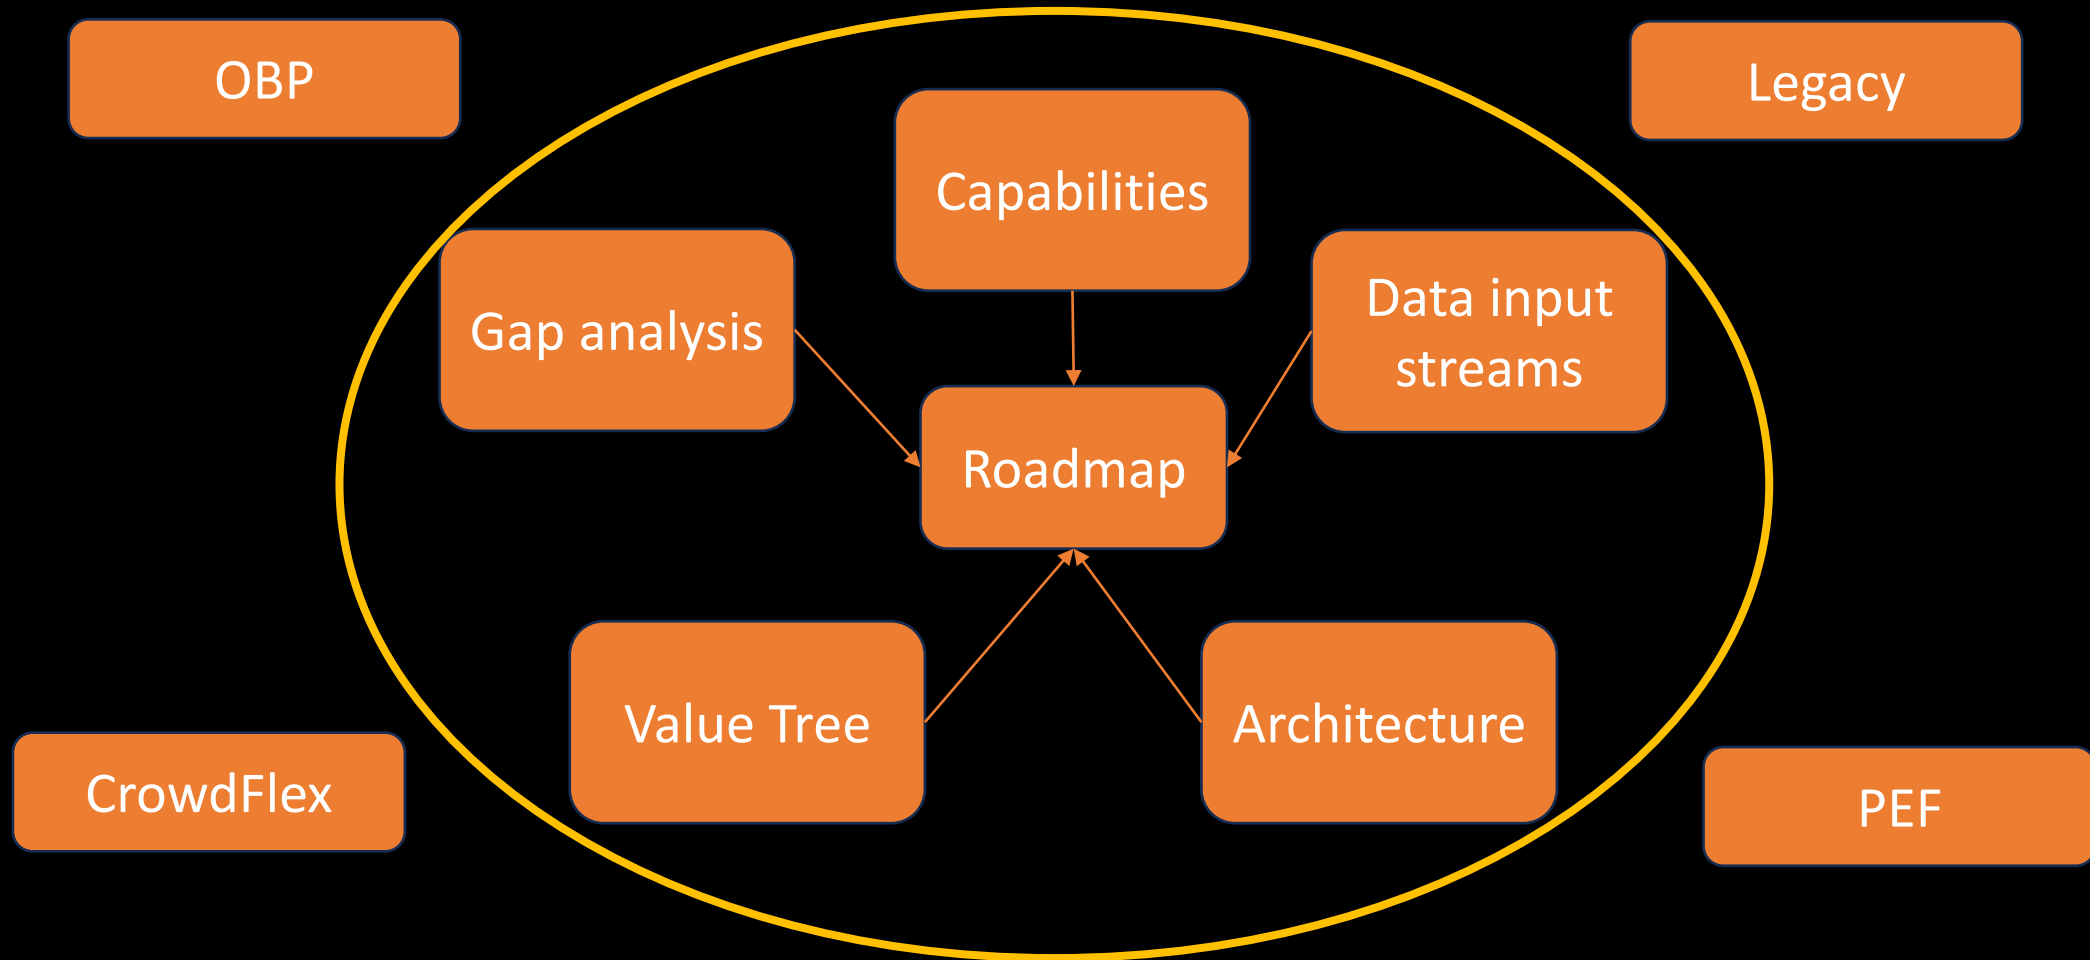 OBP
Legacy
Capabilities
Gap analysis
Data input
streams
Roadmap
Value Tree
Architecture
CrowdFlex
PEF